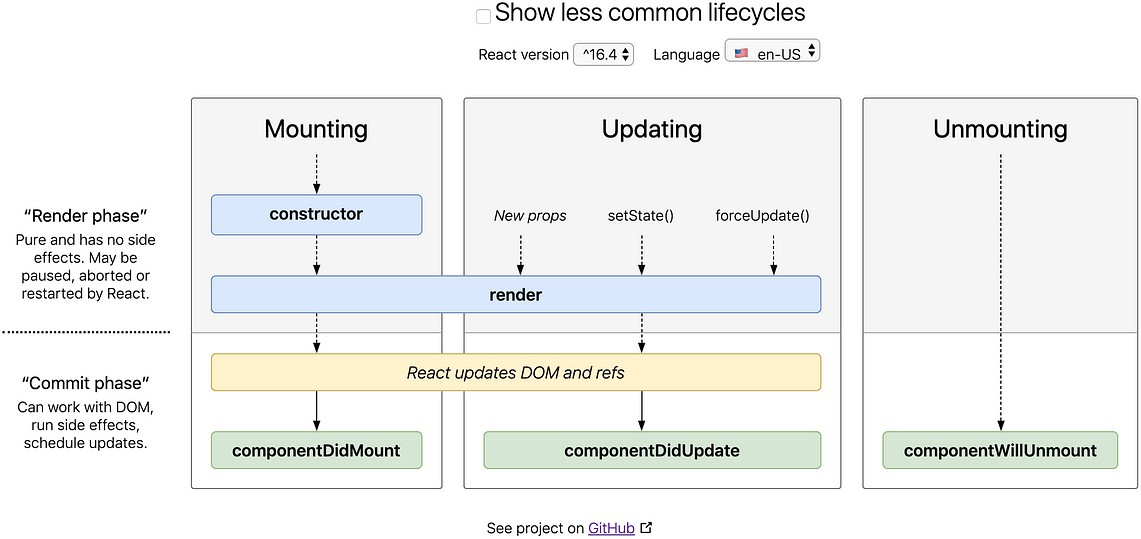 Show less common lifecycles
React version ^16.4 Language en-US
Mounting
Updating
Unmounting
“Render phase”
Pure and has no side
effects. May be
paused, aborted or
restarted by React.
constructor
New props
setState()
forceUpdate()
render
“Commit phase”
Can work with DOM,
run side effects,
schedule updates.
React updates DOM and refs
componentDidMount
componentDidUpdate
componentWillUnmount
See project on GitHub